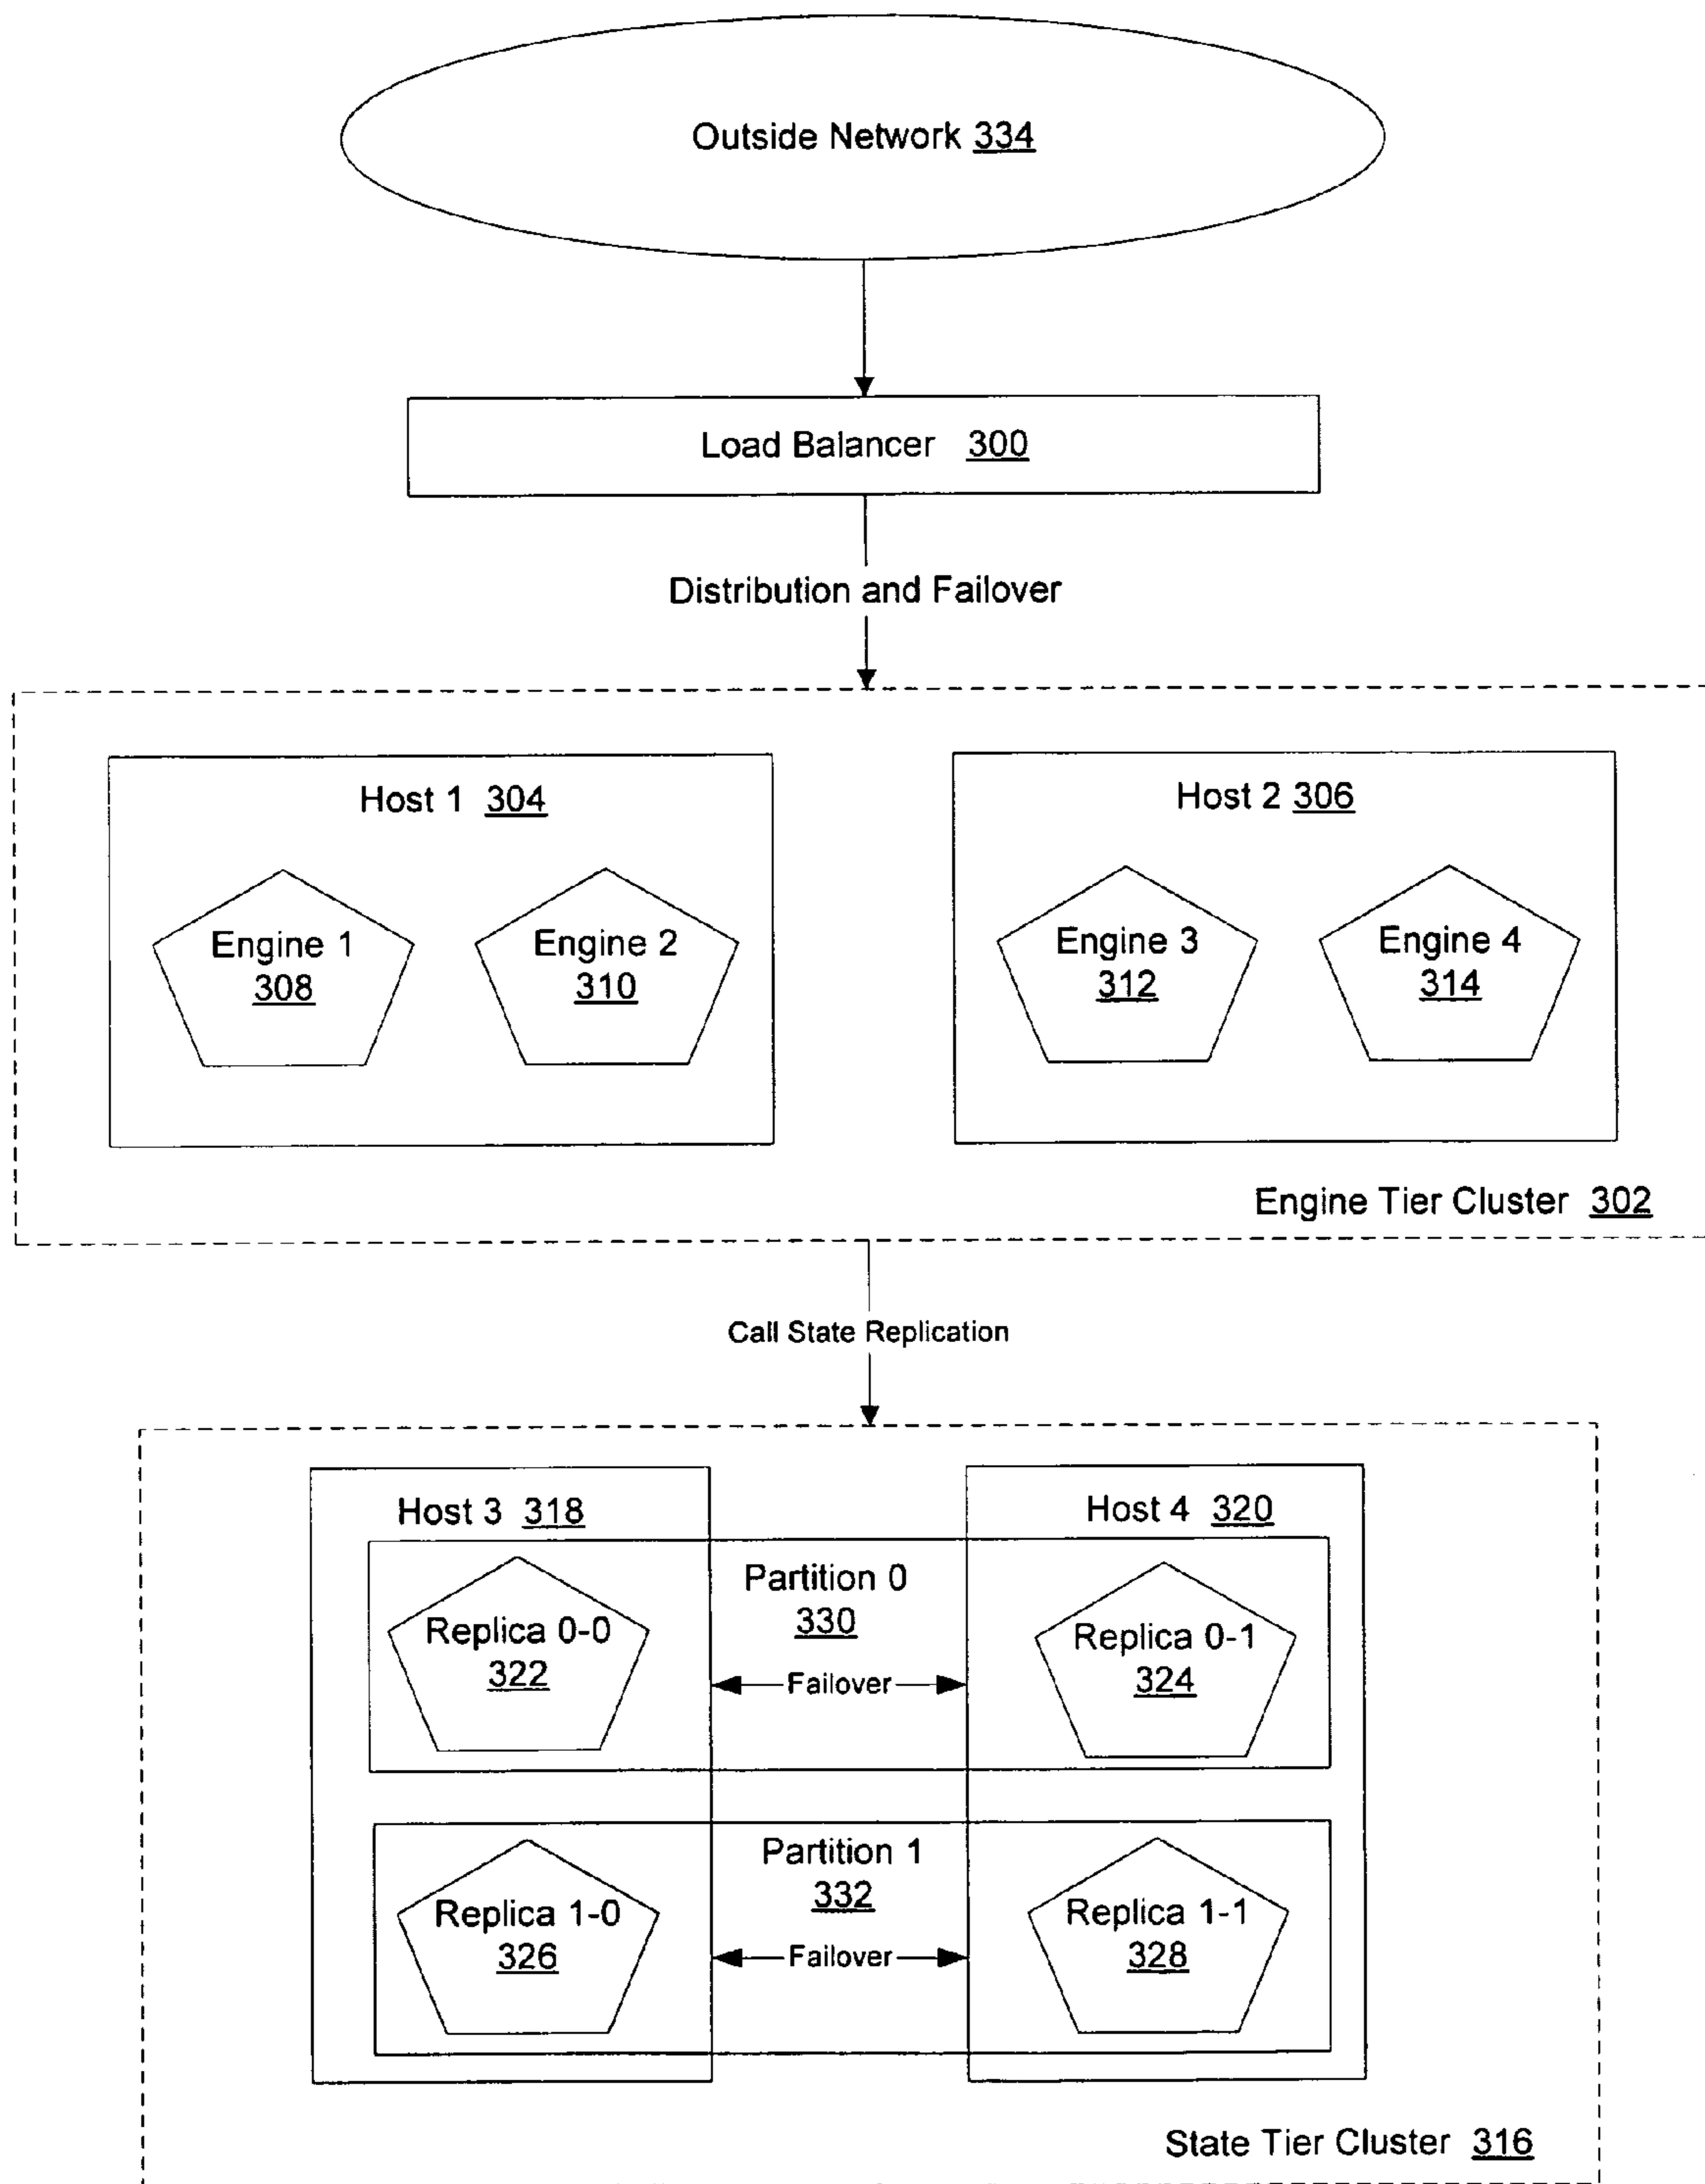 Outside Network 334
Load Balancer 300
Distribution and Failover
Host 1 304
Host 2 306
Engine 1
308
Engine 2
310
Engine 3
312
Engine 4
314
Engine Tier Cluster 302
Call State Replication
Host 3 318
Host 4 320
Partition 0
330
Replica 0-0
322
Replica 0-1
324
Failover
Partition 1
332
Replica 1-0
326
Replica 1-1
328
Failover
State Tier Cluster 316